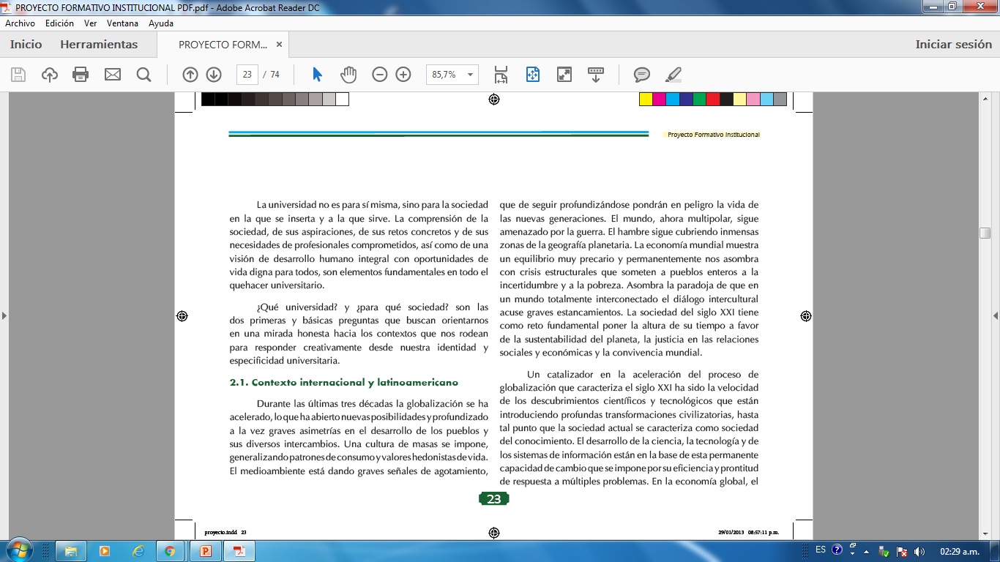 PROYECTO FORMATIVO INSTITUCIONAL PDF.pdf - Adobe Acrobat Reader DC
Archivo Edición Ver Ventana Ayuda
Inicio Herramientas PROYECTO FORM... × Iniciar sesión
23 / 74 85,7%
Proyecto Formativo Institucional
La universidad no es para sí misma, sino para la sociedad
en la que se inserta y a la que sirve. La comprensión de la
sociedad, de sus aspiraciones, de sus retos concretos y de sus
necesidades de profesionales comprometidos, así como de una
visión de desarrollo humano integral con oportunidades de
vida digna para todos, son elementos fundamentales en todo el
quehacer universitario.
¿Qué universidad? y ¿para qué sociedad? son las
dos primeras y básicas preguntas que buscan orientarnos
en una mirada honesta hacia los contextos que nos rodean
para responder creativamente desde nuestra identidad y
especificidad universitaria.
2.1. Contexto internacional y latinoamericano
Durante las últimas tres décadas la globalización se ha
acelerado, lo que ha abierto nuevas posibilidades y profundizado
a la vez graves asimetrías en el desarrollo de los pueblos y
sus diversos intercambios. Una cultura de masas se impone,
generalizando patrones de consumo y valores hedonistas de vida.
El medioambiente está dando graves señales de agotamiento,
que de seguir profundizándose pondrán en peligro la vida de
las nuevas generaciones. El mundo, ahora multipolar, sigue
amenazado por la guerra. El hambre sigue cubriendo inmensas
zonas de la geografía planetaria. La economía mundial muestra
un equilibrio muy precario y permanentemente nos asombra
con crisis estructurales que someten a pueblos enteros a la
incertidumbre y a la pobreza. Asombra la paradoja de que en
un mundo totalmente interconectado el diálogo intercultural
acuse graves estancamientos. La sociedad del siglo XXI tiene
como reto fundamental poner la altura de su tiempo a favor
de la sustentabilidad del planeta, la justicia en las relaciones
sociales y económicas y la convivencia mundial.
Un catalizador en la aceleración del proceso de
globalización que caracteriza el siglo XXI ha sido la velocidad
de los descubrimientos científicos y tecnológicos que están
introduciendo profundas transformaciones civilizatorias, hasta
tal punto que la sociedad actual se caracteriza como sociedad
del conocimiento. El desarrollo de la ciencia, la tecnología y de
los sistemas de información están en la base de esta permanente
capacidad de cambio que se impone por su eficiencia y prontitud
de respuesta a múltiples problemas. En la economía global, el
23
proyecto.indd 23 29/01/2013 08:57:11 p.m.
ES 02:29 a.m.